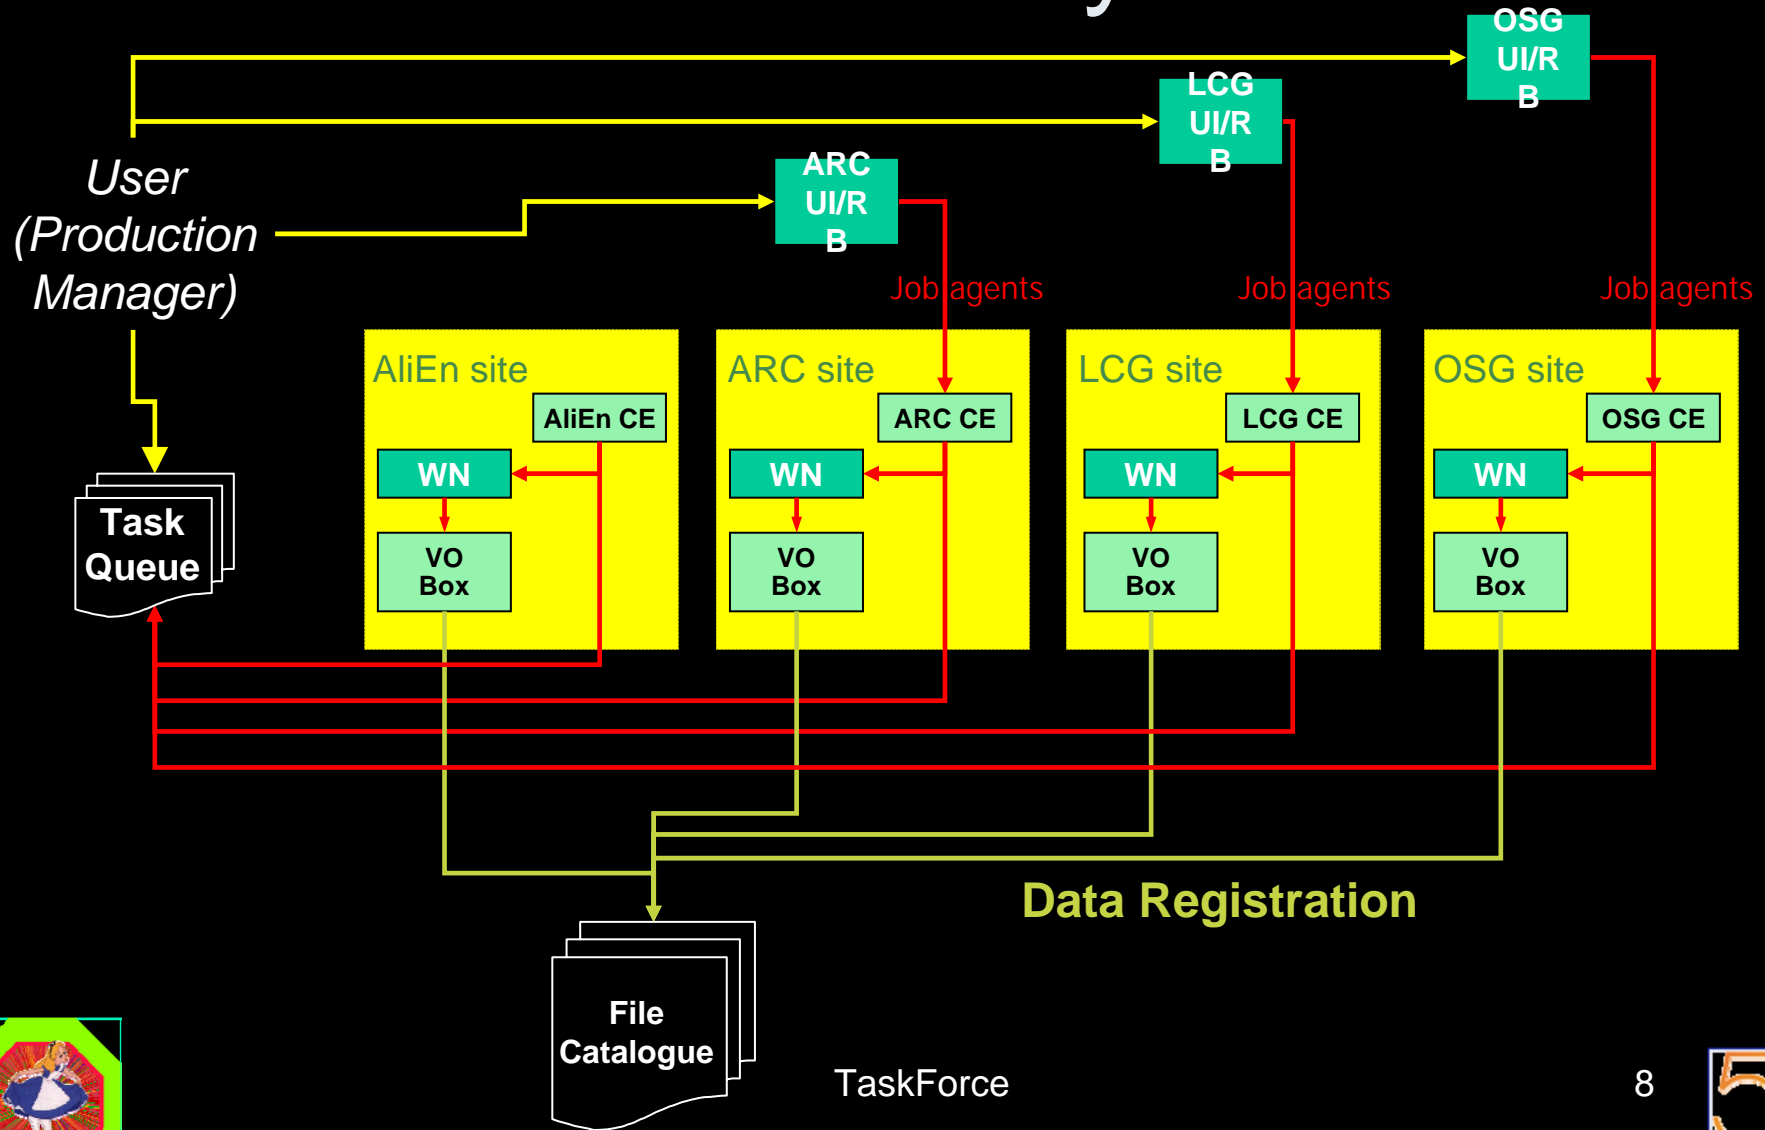 OSG
UI/R
B
LCG
UI/R
B
ARC
UI/R
B
User
(Production
Manager)
Job agents
Job agents
Job agents
AliEn site
ARC site
LCG site
OSG site
AliEn CE
ARC CE
LCG CE
OSG CE
WN
WN
WN
WN
VO
Box
VO
Box
VO
Box
VO
Box
Task
Queue
Data Registration
File
Catalogue
TaskForce
8